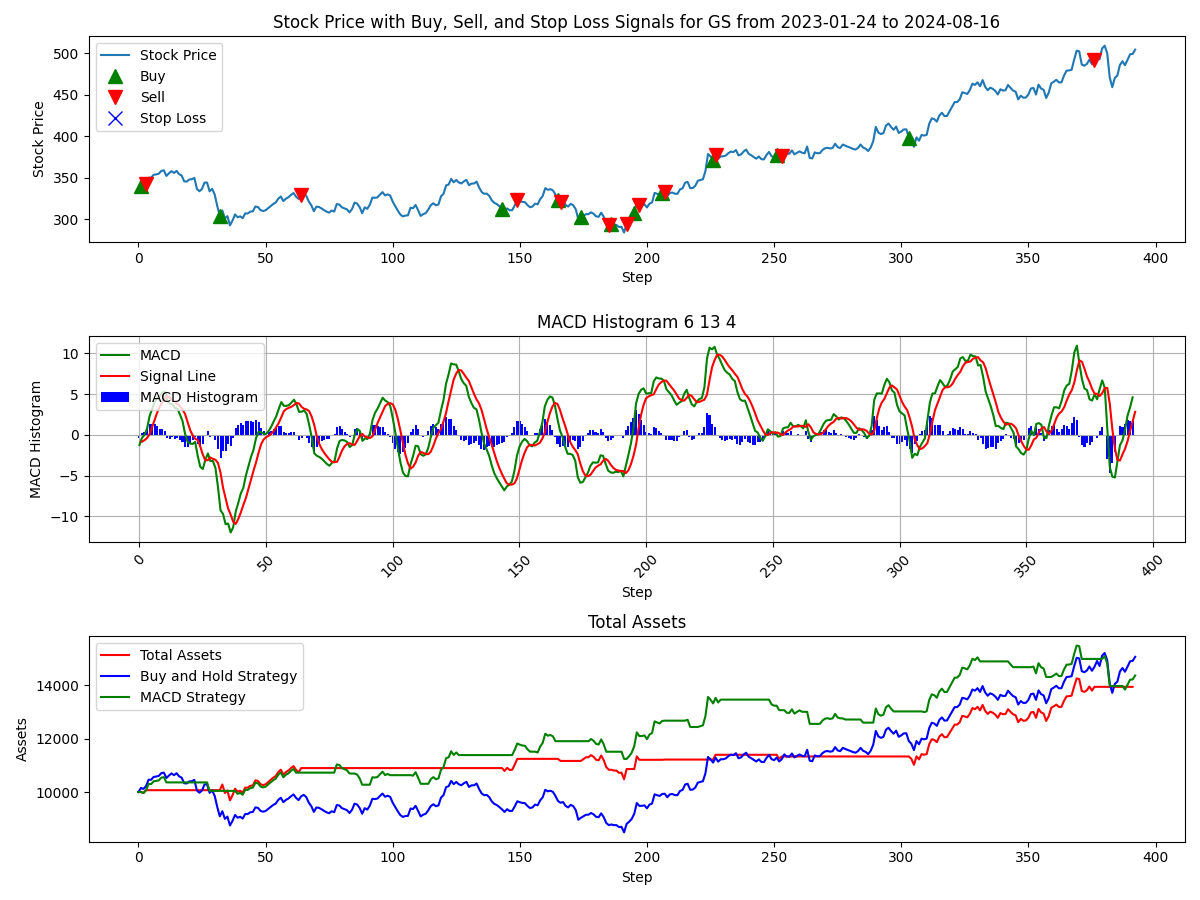 Stock Price with Buy, Sell, and Stop Loss Signals for GS from 2023-01-24 to 2024-08-16
Stock Price
500
450
400
350
300
Stock Price
Buy
Sell
Stop Loss
0 50 100 150 200 250 300 350 400
Step
MACD Histogram 6 13 4
MACD Histogram
10
5
0
−5
−10
MACD
Signal Line
MACD Histogram
0 50 100 150 200 250 300 350 400
Step
Total Assets
Assets
14000
12000
10000
Total Assets
Buy and Hold Strategy
MACD Strategy
0 50 100 150 200 250 300 350 400
Step